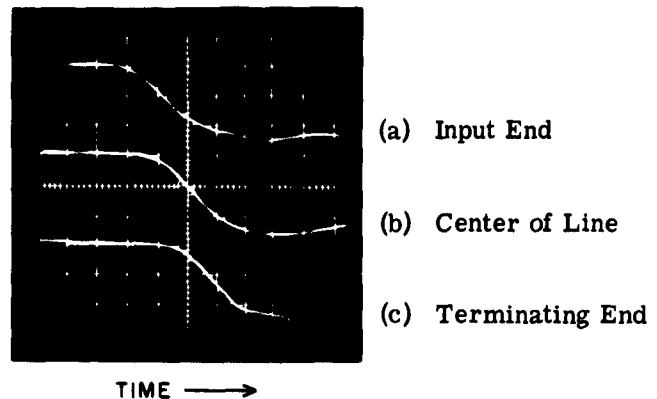 (a) Input End
(b) Center of Line
(c) Terminating End
TIME